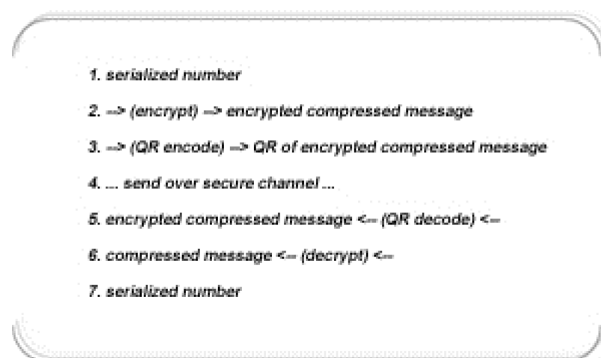 1. serialized number
2. --> (encrypt) --> encrypted compressed message
3. --> (QR encode) --> QR of encrypted compressed message
4. ... send over secure channel ...
5. encrypted compressed message <-- (QR decode) <--
6. compressed message <-- (decrypt) <--
7. serialized number